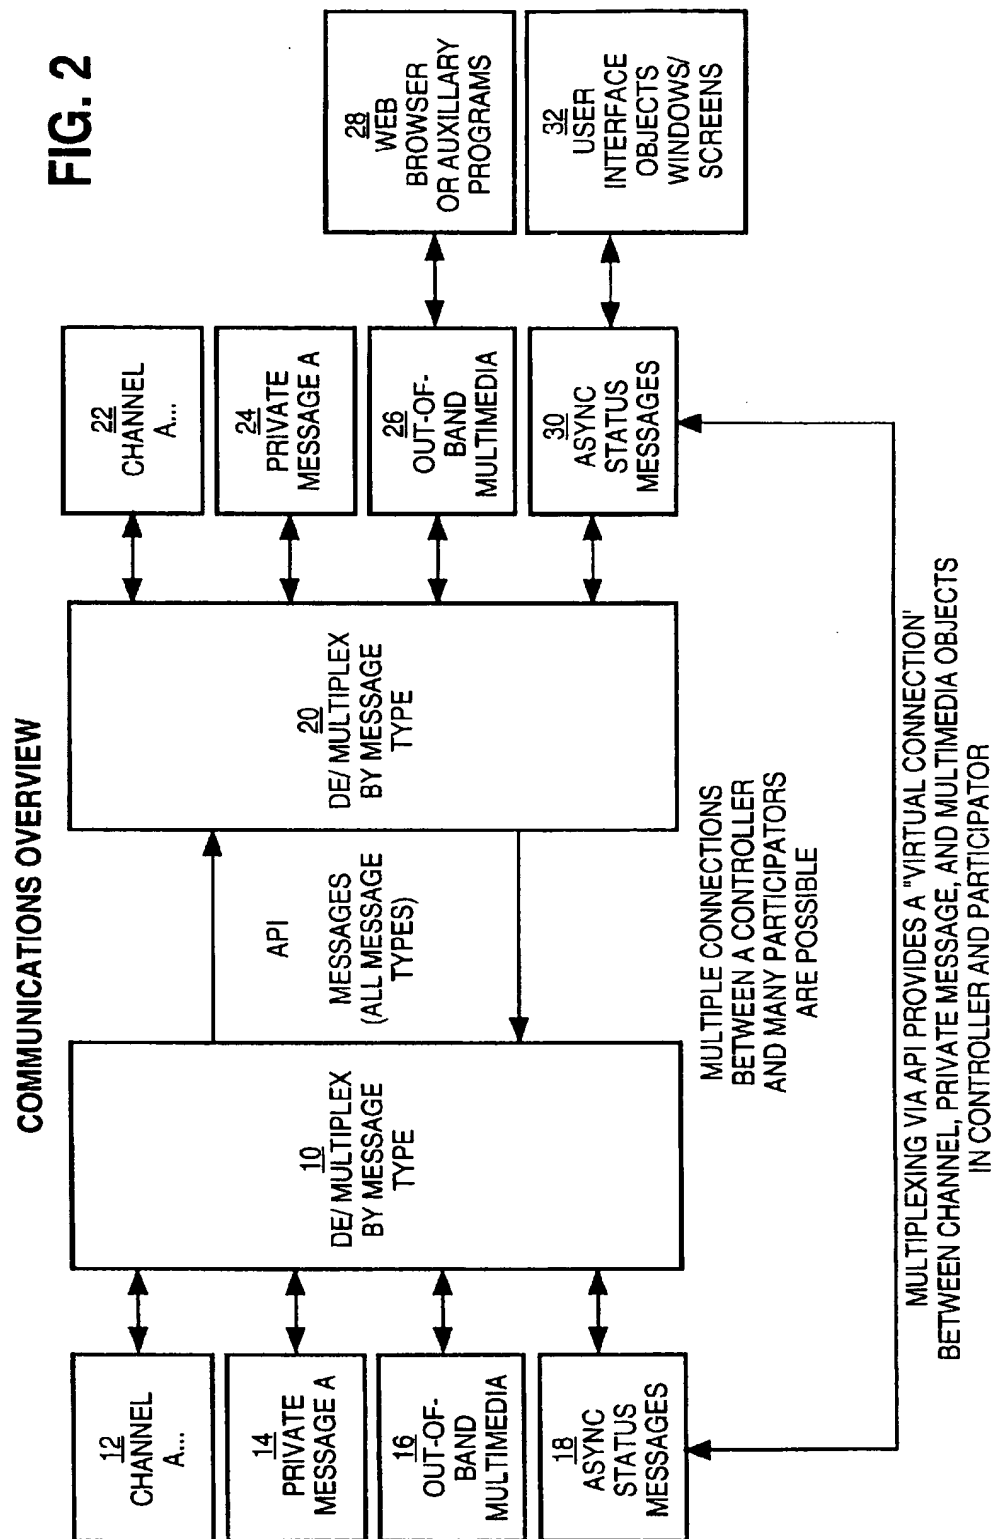 FIG. 2
COMMUNICATIONS OVERVIEW
12
CHANNEL
A...
14
PRIVATE
MESSAGE A
16
OUT-OF-
BAND
MULTIMEDIA
18
ASYNC
STATUS
MESSAGES
10
DE/ MULTIPLEX
BY MESSAGE
TYPE
API
MESSAGES
(ALL MESSAGE
TYPES)
20
DE/ MULTIPLEX
BY MESSAGE
TYPE
22
CHANNEL
A...
24
PRIVATE
MESSAGE A
26
OUT-OF-
BAND
MULTIMEDIA
30
ASYNC
STATUS
MESSAGES
28
WEB
BROWSER
OR AUXILLARY
PROGRAMS
32
USER
INTERFACE
OBJECTS
WINDOWS/
SCREENS
MULTIPLE CONNECTIONS
BETWEEN A CONTROLLER
AND MANY PARTICIPATORS
ARE POSSIBLE
MULTIPLEXING VIA API PROVIDES A "VIRTUAL CONNECTION'
BETWEEN CHANNEL, PRIVATE MESSAGE, AND MULTIMEDIA OBJECTS
IN CONTROLLER AND PARTICIPATOR